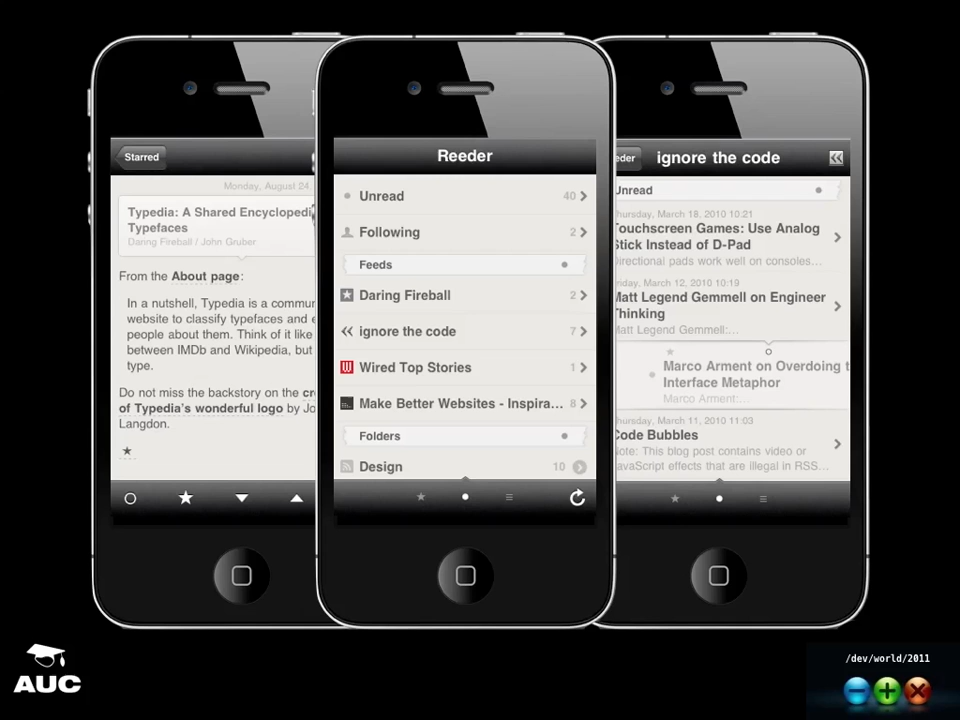 Starred
Monday, August 24
Typedia: A Shared Encyclopedi
Typefaces
Daring Fireball / John Gruber
From the About page:
In a nutshell, Typedia is a commu
website to classify typefaces and e
people about them. Think of it like
between IMDb and Wikipedia, but
type.
Do not miss the backstory on the cr
of Typedia's wonderful logo by Jo
Langdon.
Reeder
Unread 40
Following 2
Feeds
Daring Fireball 2
ignore the code 7
Wired Top Stories 1
Make Better Websites - Inspira... 8
Folders
Design 10
eder
ignore the code
Unread
hursday, March 18, 2010 10.21
Touchscreen Games: Use Analog
Stick Instead of D-Pad
Directional pads work well on consoles...
riday, March 12, 2010 10:19
Matt Legend Gemmell on Engineer
Thinking
Matt Legend Gemmell:...
Marco Arment on Overdoing t
Interface Metaphor
Marco Arment:...
hursday, March 11, 2010 11:03
Code Bubbles
Note: This blog post contains video or
JavaScript effects that are illegal in RSS...
AUC
/dev/world/2011